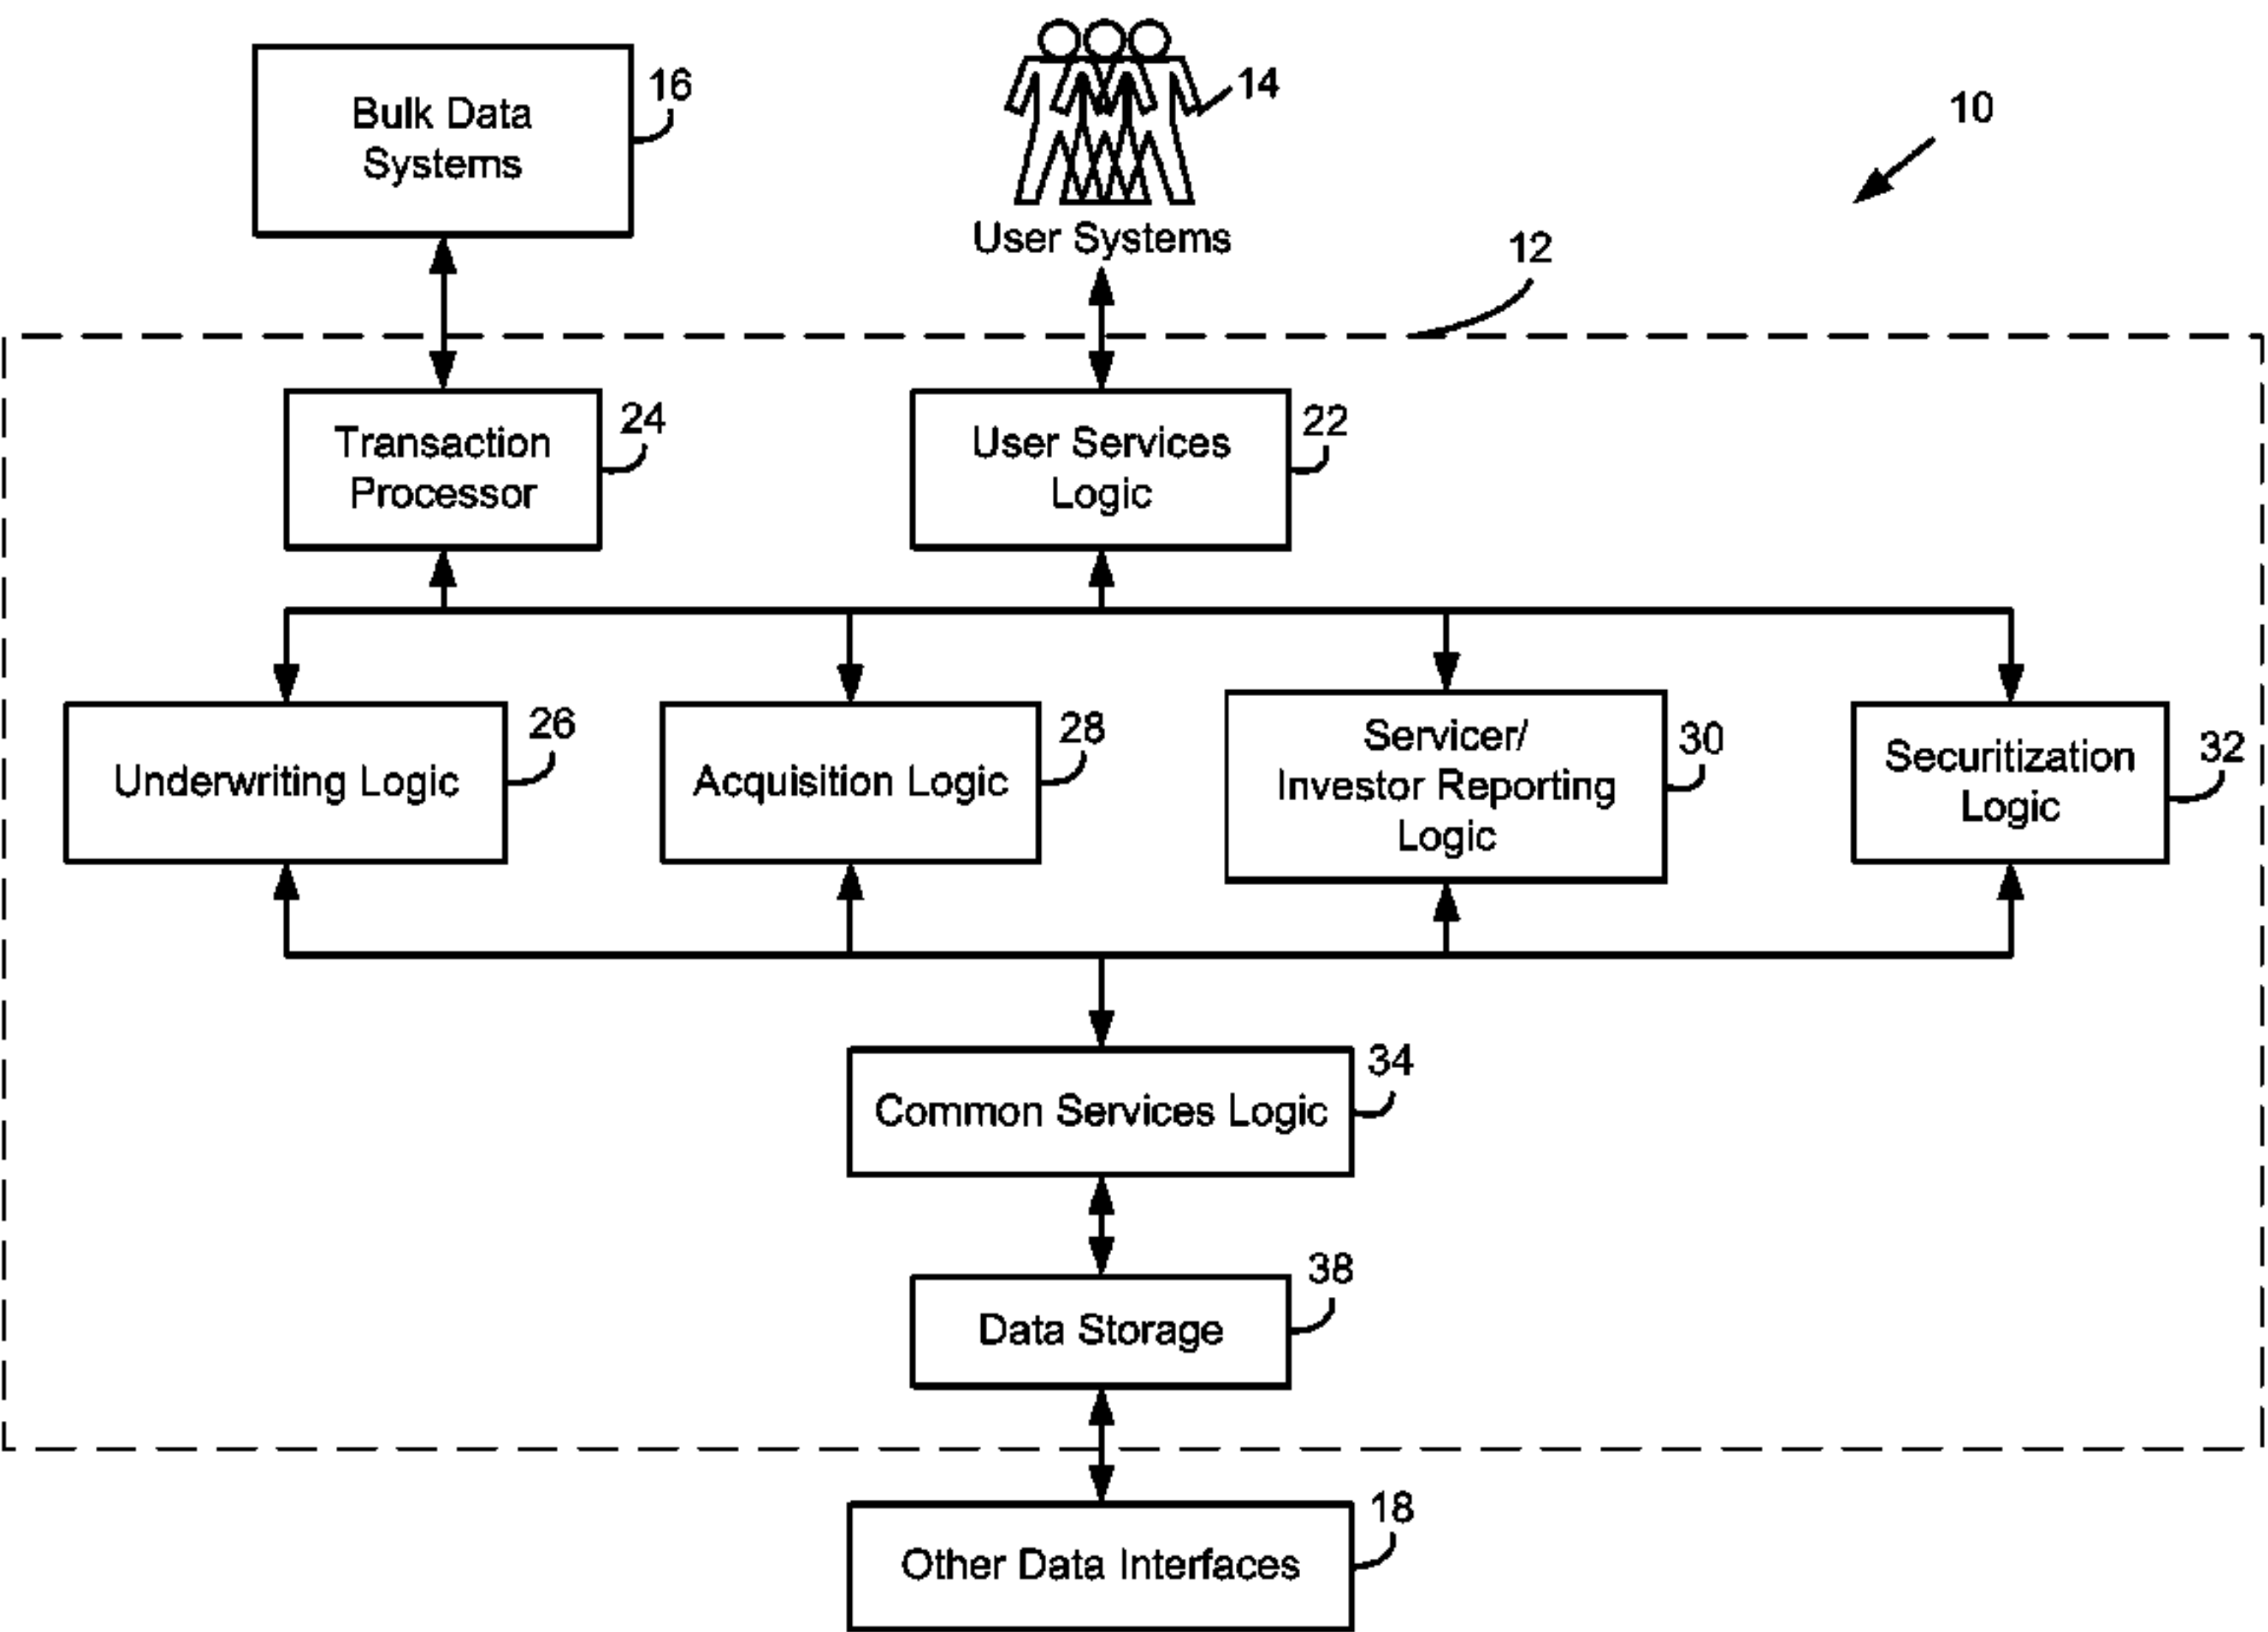 Bulk Data
Systems
16
14
10
User Systems
12
Transaction
Processor
24
User Services
Logic
22
Underwriting Logic
26
Acquisition Logic
28
Servicer/
Investor Reporting
Logic
30
Securitization
Logic
32
Common Services Logic
34
Data Storage
38
Other Data Interfaces
18